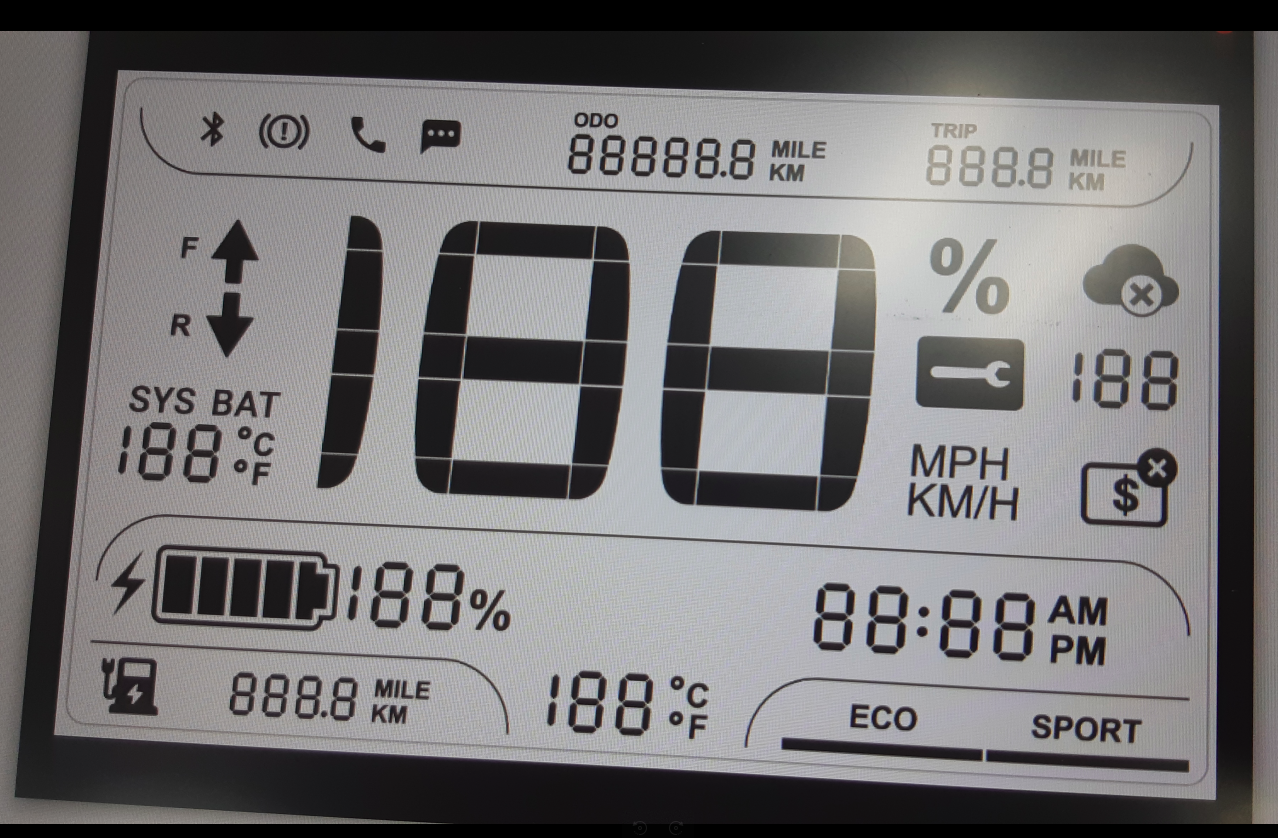 ODO
88888.8 MILE
KM
TRIP
888.8 MILE
KM
F
R
SYS BAT
188 °C
°F
188
%
188
MPH
KM/H
$
188%
88:88 AM
PM
888.8 MILE
KM
188 °C
°F
ECO SPORT